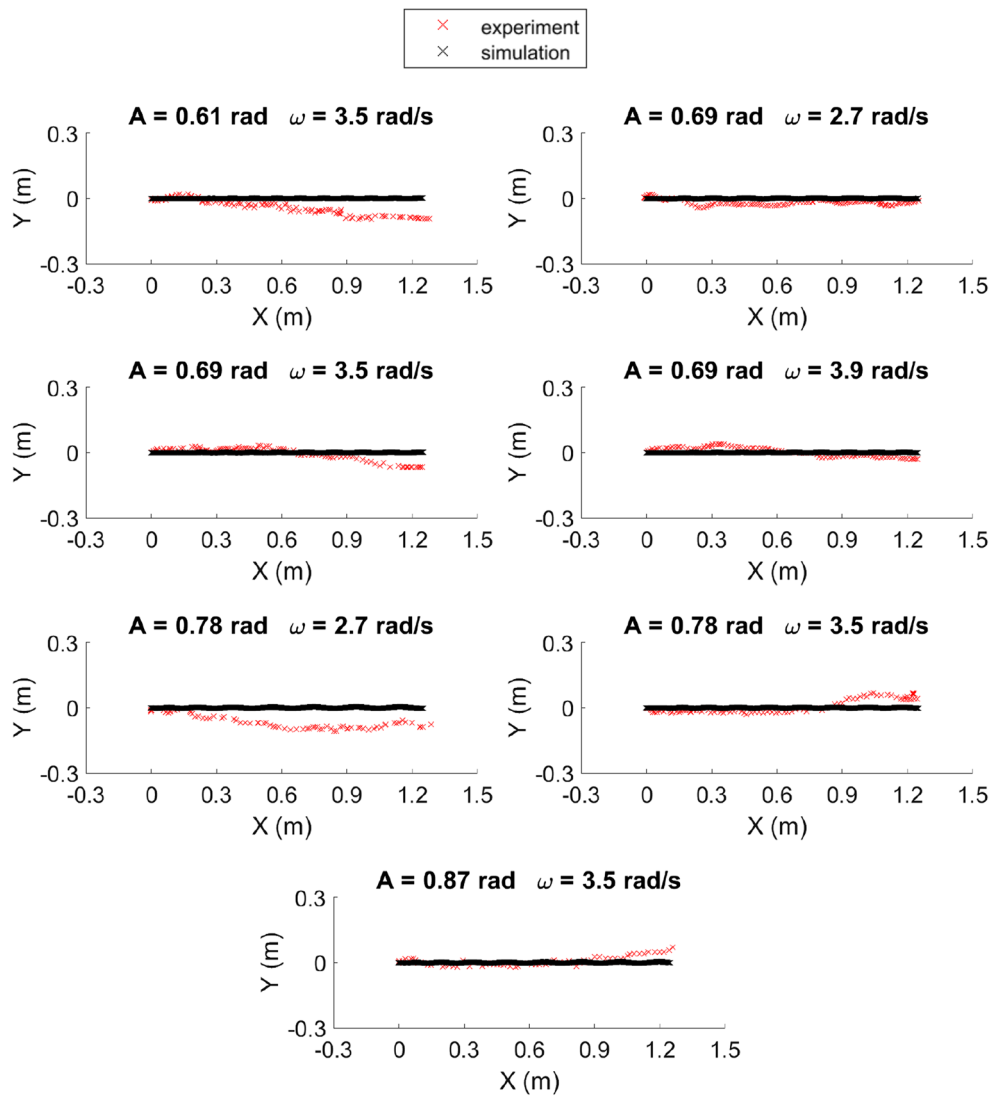 experiment
simulation
A = 0.61 rad ω = 3.5 rad/s
0.3
0
-0.3
Y (m)
-0.3 0 0.3 0.6 0.9 1.2 1.5
X (m)
A = 0.69 rad ω = 2.7 rad/s
0.3
0
-0.3
Y (m)
-0.3 0 0.3 0.6 0.9 1.2 1.5
X (m)
A = 0.69 rad ω = 3.5 rad/s
0.3
0
-0.3
Y (m)
-0.3 0 0.3 0.6 0.9 1.2 1.5
X (m)
A = 0.69 rad ω = 3.9 rad/s
0.3
0
-0.3
Y (m)
-0.3 0 0.3 0.6 0.9 1.2 1.5
X (m)
A = 0.78 rad ω = 2.7 rad/s
0.3
0
-0.3
Y (m)
-0.3 0 0.3 0.6 0.9 1.2 1.5
X (m)
A = 0.78 rad ω = 3.5 rad/s
0.3
0
-0.3
Y (m)
-0.3 0 0.3 0.6 0.9 1.2 1.5
X (m)
A = 0.87 rad ω = 3.5 rad/s
0.3
0
-0.3
Y (m)
-0.3 0 0.3 0.6 0.9 1.2 1.5
X (m)